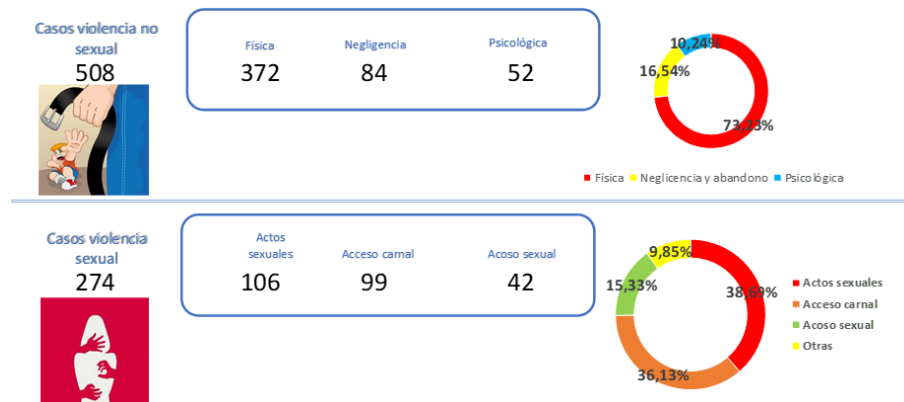 Casos violencia no
sexual
508
Física
Negligencia
Psicológica
372
84
52
10,24%
16,54%
73,23%
Física
Neglicencia y abandono
Psicológica
Casos violencia
sexual
274
Actos
sexuales
Acceso carnal
Acoso sexual
106
99
42
9,85%
15,33%
38,69%
36,13%
Actos sexuales
Acceso carnal
Acoso sexual
Otras